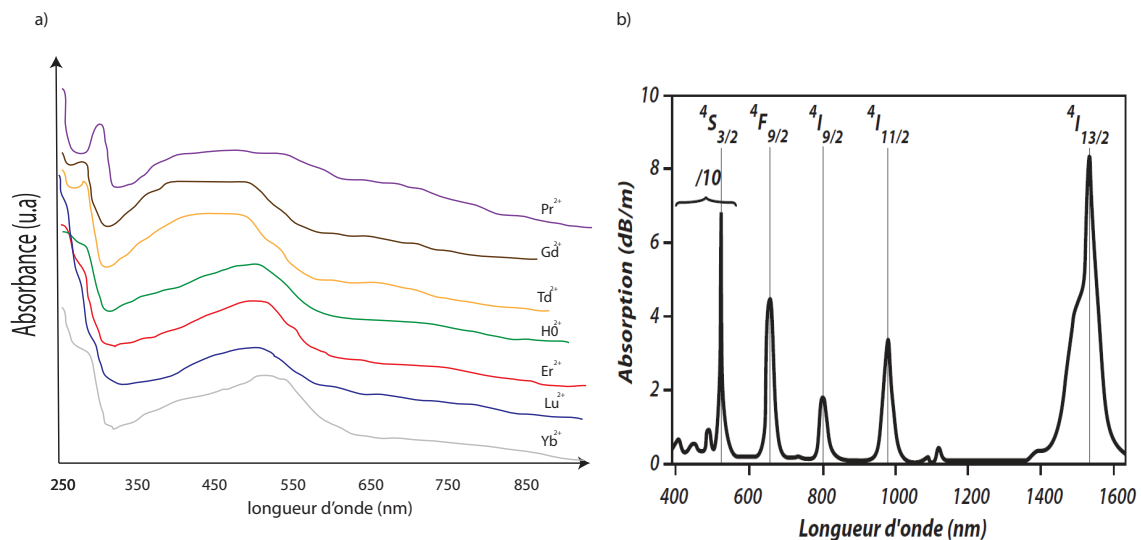 a)
Absorbance (u.a)
Pr²⁺
Gd²⁺
Td²⁺
H0²⁺
Er²⁺
Lu²⁺
Yb²⁺
250 350 450 550 650 750 850
longueur d'onde (nm)
b)
⁴S₃/₂ ⁴F₉/₂ ⁴I₉/₂ ⁴I₁₁/₂ ⁴I₁₃/₂
/10
Absorption (dB/m)
10
8
6
4
2
0
400 600 800 1000 1200 1400 1600
Longueur d'onde (nm)